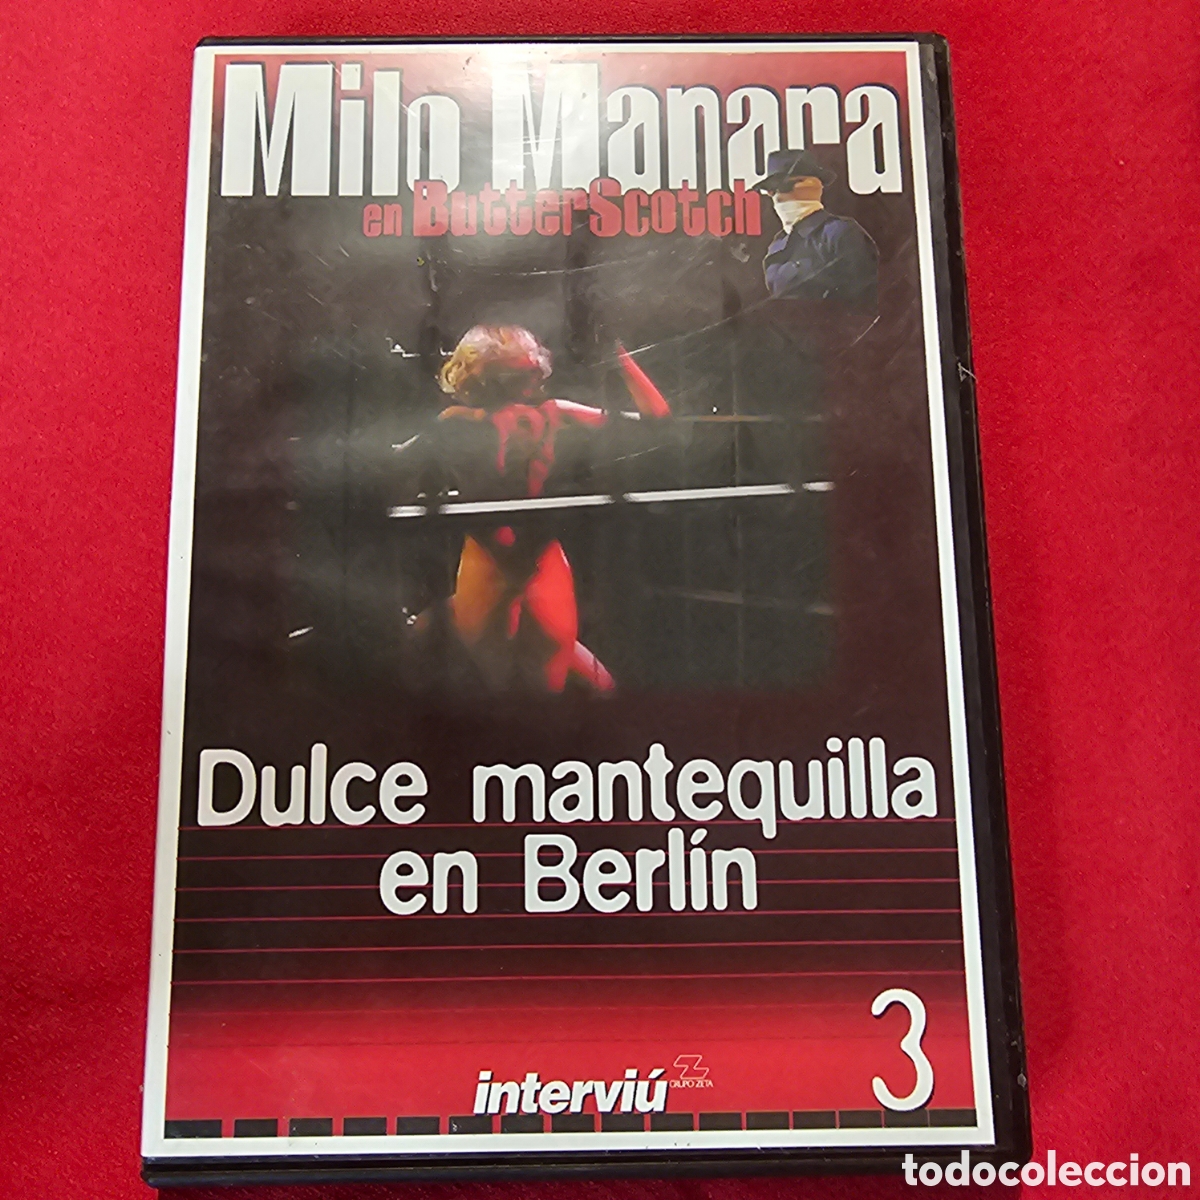 Milo Manara
en ButterScotch
Dulce mantequilla
en Berlín
3
interviú
GRUPO ZETA
todocoleccion